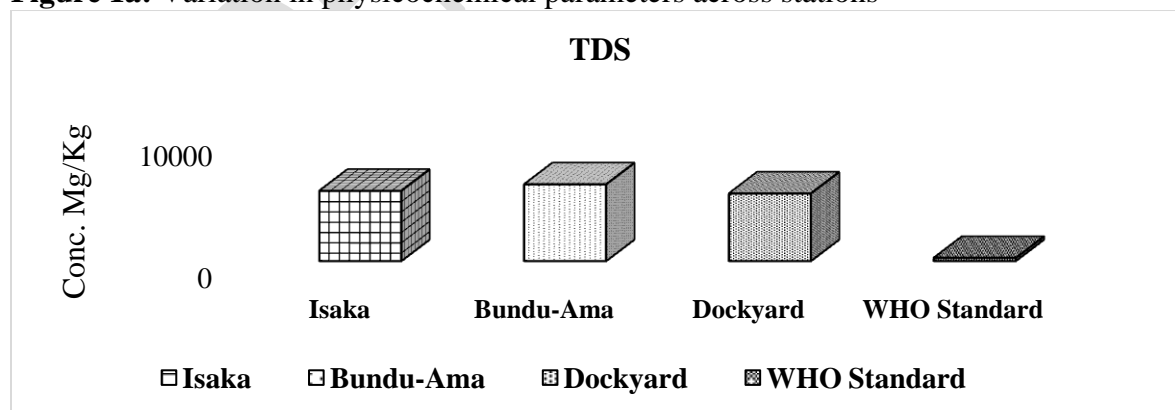 Figure 1a: Variation in physicochemical parameters across stations
TDS
Conc. Mg/Kg
10000
0
Isaka Bundu-Ama Dockyard WHO Standard
Isaka Bundu-Ama Dockyard WHO Standard